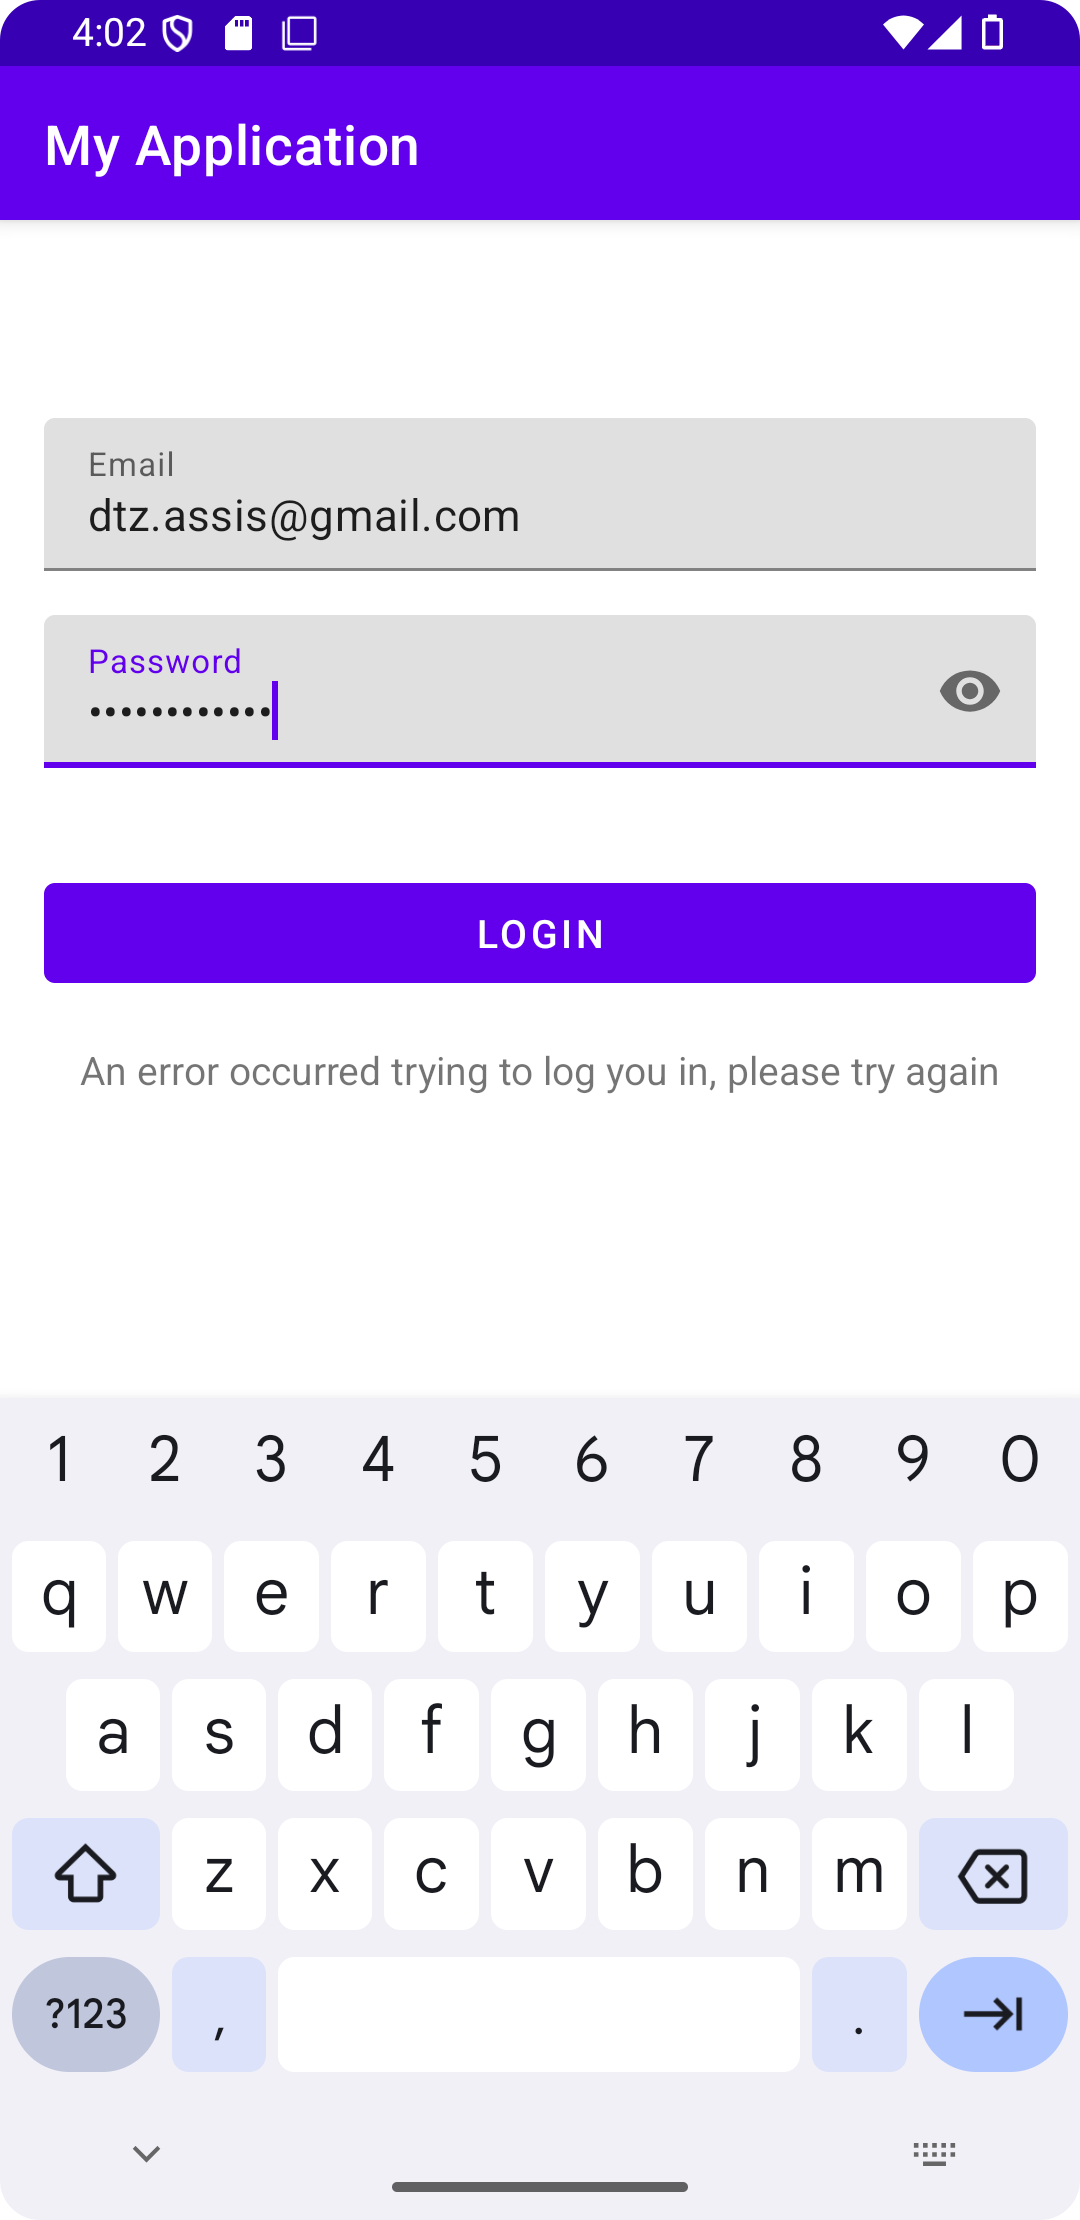 4:02
My Application
Email
dtz.assis@gmail.com
Password
••••••••••••
LOGIN
An error occurred trying to log you in, please try again
1 2 3 4 5 6 7 8 9 0
q w e r t y u i o p
a s d f g h j k l
z x c v b n m
?123 , .